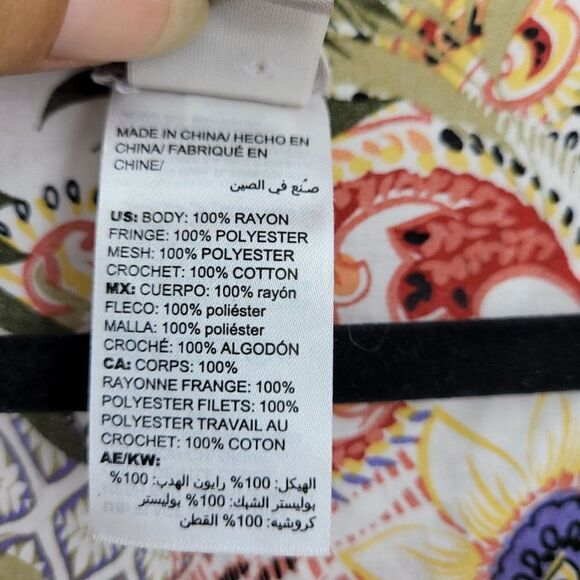 MADE IN CHINA/ HECHO EN
CHINA/ FABRIQUÉ EN
CHINE/
صنع في الصين
US: BODY: 100% RAYON
FRINGE: 100% POLYESTER
MESH: 100% POLYESTER
CROCHET: 100% COTTON
MX: CUERPO: 100% rayón
FLECO: 100% poliéster
MALLA: 100% poliéster
CROCHÉ: 100% ALGODÓN
CA: CORPS: 100%
RAYONNE FRANGE: 100%
POLYESTER FILETS: 100%
POLYESTER TRAVAIL AU
CROCHET: 100% COTON
AE/KW:
الهيكل: 100% رايون الهدب: 100%
بوليستر الشبك: 100% بوليستر
كروشيه: 100% القطن